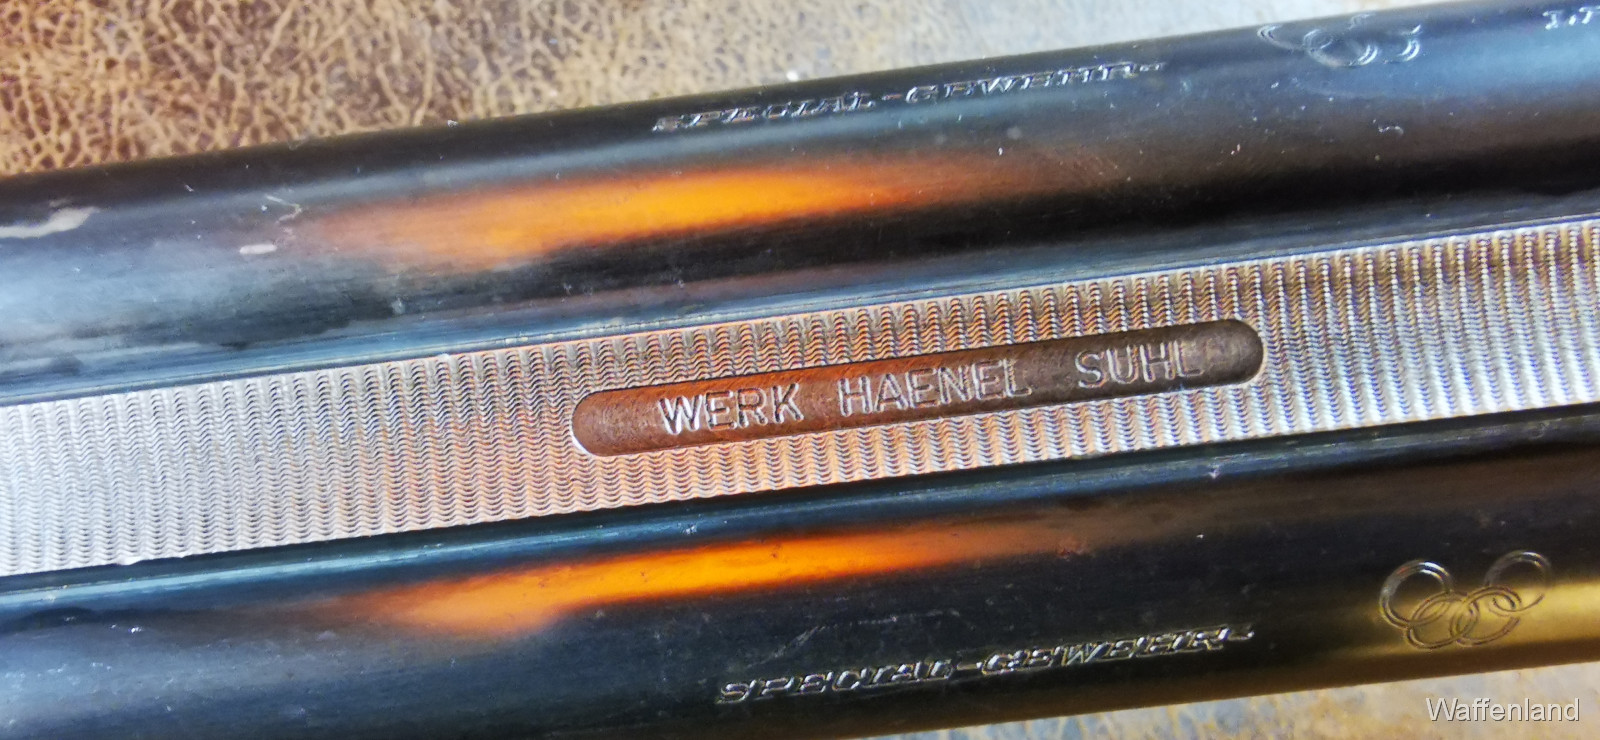 SPECIAL-GEWEHR
WERK HAENEL SUHL
SPECIAL-GEWEHR
Waffenland